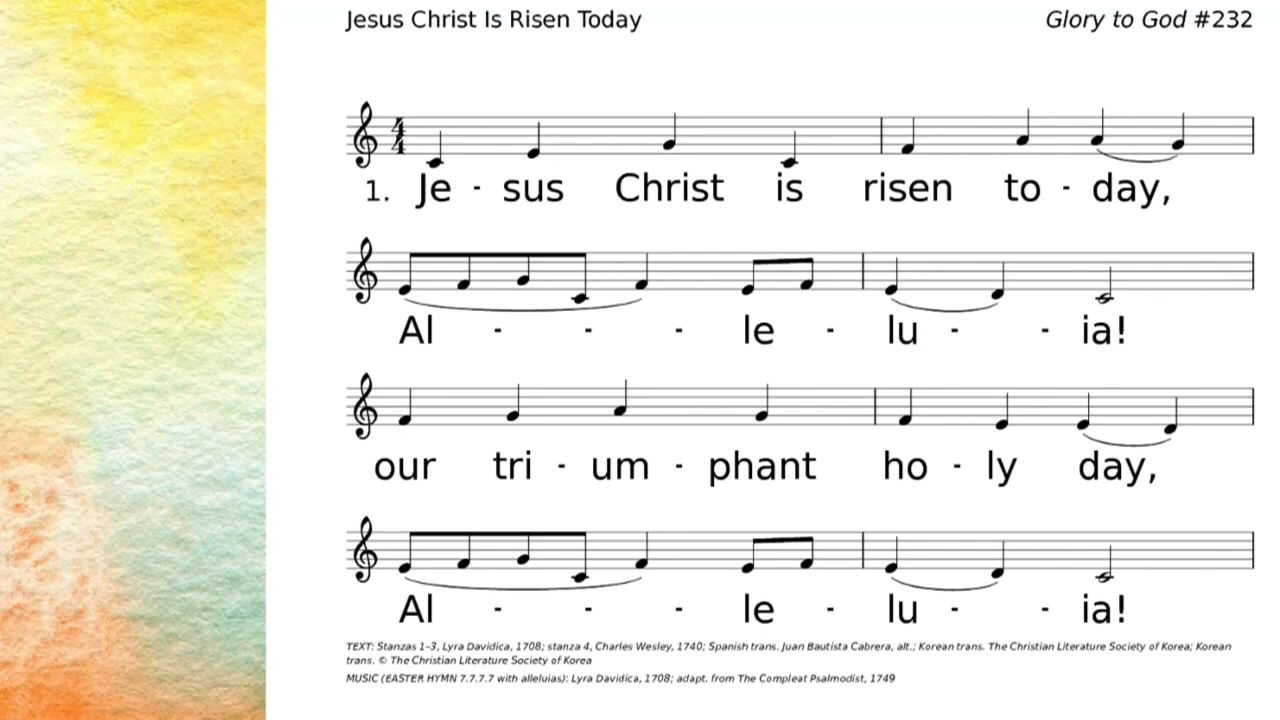 Jesus Christ Is Risen Today
Glory to God #232
4
4
1. Je - sus Christ is risen to - day,
Al - - - le - lu - - ia!
our tri - um - phant ho - ly day,
Al - - - le - lu - - ia!
TEXT: Stanzas 1–3, Lyra Davidica, 1708; stanza 4, Charles Wesley, 1740; Spanish trans. Juan Bautista Cabrera, alt.; Korean trans. The Christian Literature Society of Korea; Korean
trans. © The Christian Literature Society of Korea
MUSIC (EASTER HYMN 7.7.7.7 with alleluias): Lyra Davidica, 1708; adapt. from The Compleat Psalmodist, 1749